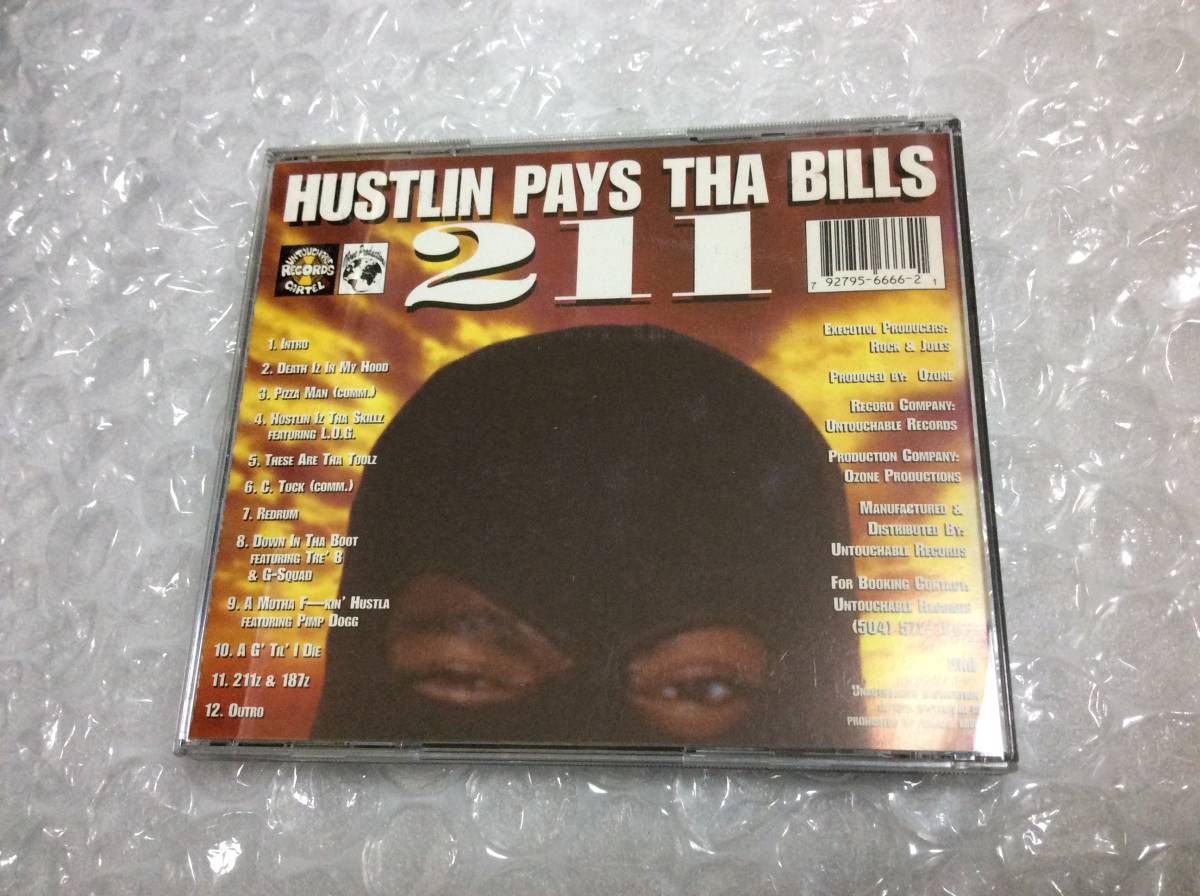 HUSTLIN PAYS THA BILLS
211
UNTOUCHABLE
RECORDS
CARTEL
7 92795-6666-2 1
1. INTRO
2. DEATH IZ IN MY HOOD
3. PIZZA MAN (COMM.)
4. HUSTLIN IZ THA SKILLZ
FEATURING L.O.G.
5. THESE ARE THA TOOLZ
6. C. TUCK (COMM.)
7. REDRUM
8. DOWN IN THA BOOT
FEATURING TRE' 8
& G-SQUAD
9. A MUTHA F—KIN' HUSTLA
FEATURING PIMP DOGG
10. A G' TIL' I DIE
11. 211Z & 187Z
12. OUTRO
EXECUTIVE PRODUCERS:
ROCK & JULES
PRODUCED BY: OZONE
RECORD COMPANY:
UNTOUCHABLE RECORDS
PRODUCTION COMPANY:
OZONE PRODUCTIONS
MANUFACTURED &
DISTRIBUTED BY:
UNTOUCHABLE RECORDS
FOR BOOKING CONTACT:
UNTOUCHABLE RECORDS
(504)